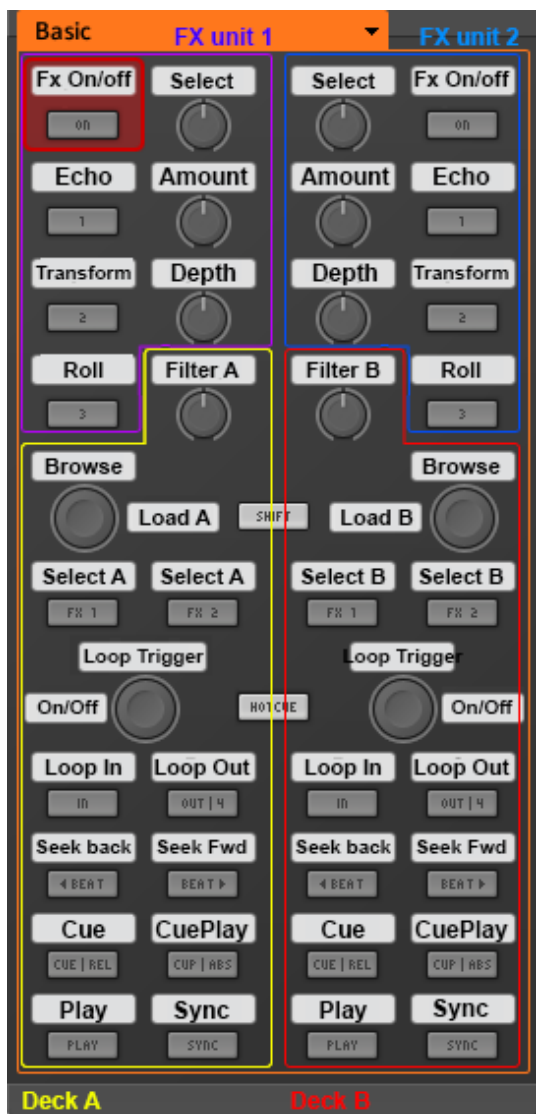 Basic
FX unit 1 FX unit 2
Fx On/off Select Select Fx On/off
ON ON
Echo Amount Amount Echo
1 1
Transform Depth Depth Transform
2 2
Roll Filter A Filter B Roll
3 3
Browse Browse
Load A SHIFT Load B
Select A Select A Select B Select B
FX 1 FX 2 FX 1 FX 2
Loop Trigger Loop Trigger
On/Off HOTCUE On/Off
Loop In Loop Out Loop In Loop Out
IN OUT | 4 IN OUT | 4
Seek back Seek Fwd Seek back Seek Fwd
◀ BEAT BEAT ▶ ◀ BEAT BEAT ▶
Cue CuePlay Cue CuePlay
CUE | REL CUP | ABS CUE | REL CUP | ABS
Play Sync Play Sync
PLAY SYNC PLAY SYNC
Deck A Deck B